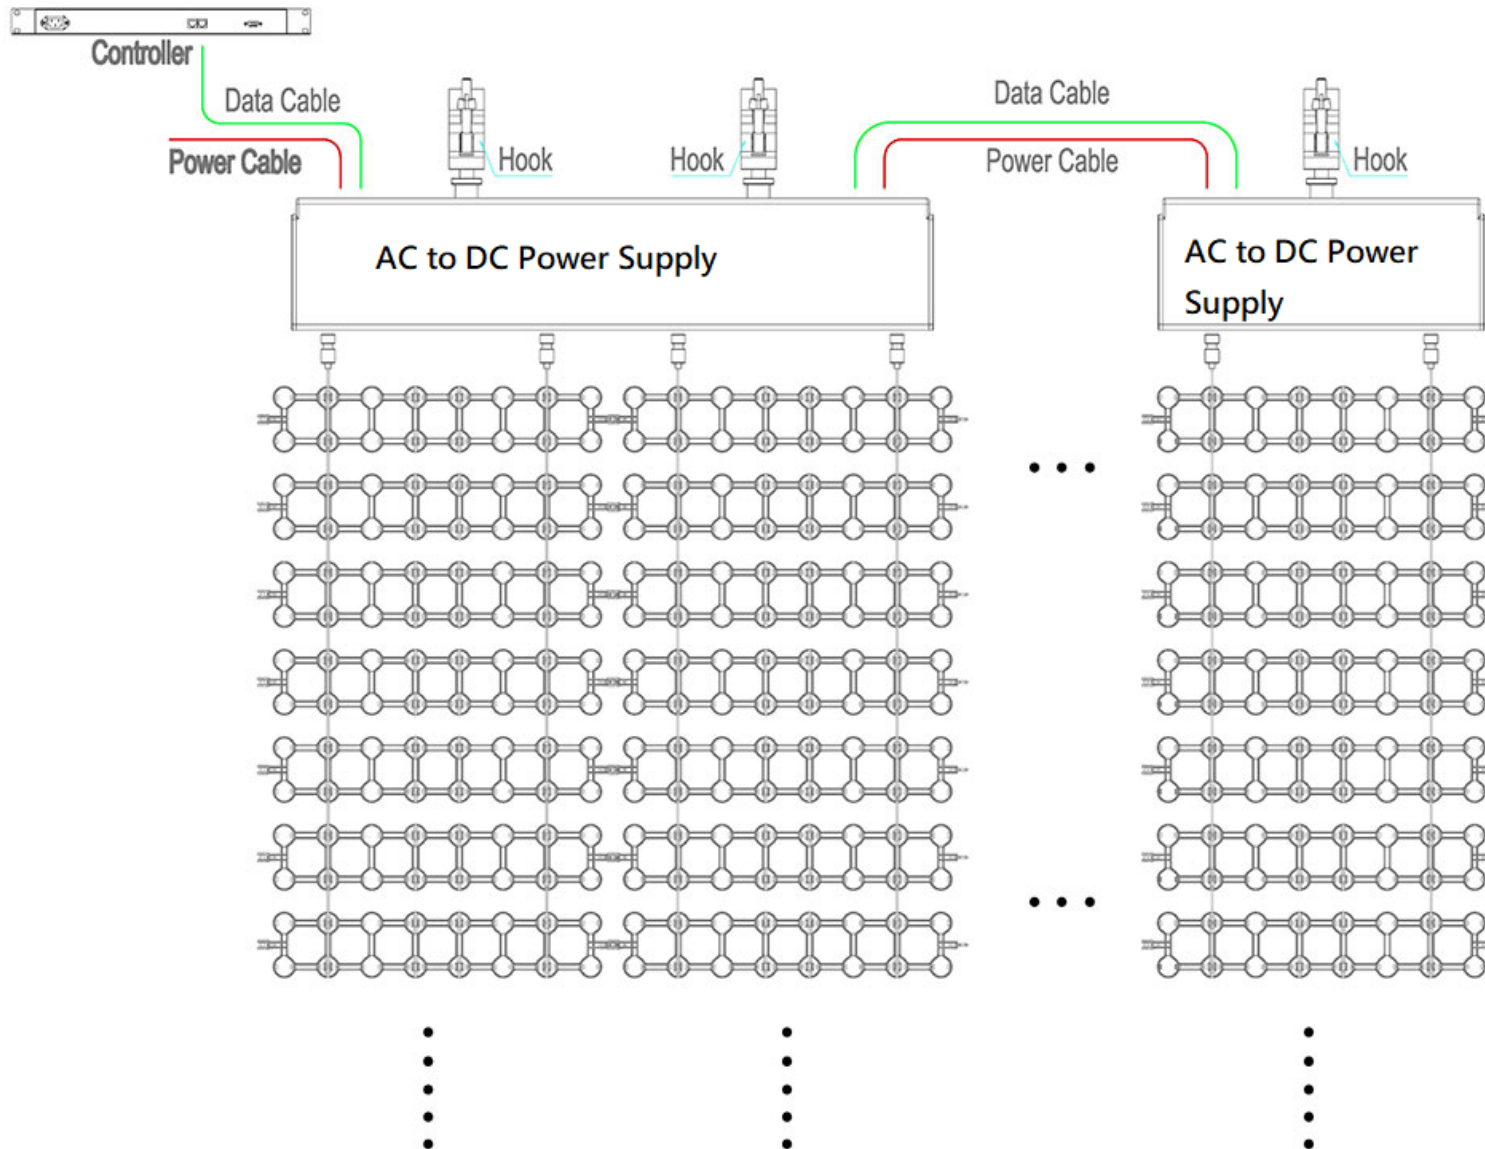 Controller
Data Cable
Power Cable
Hook
Hook
Data Cable
Power Cable
Hook
AC to DC Power Supply
AC to DC Power
Supply